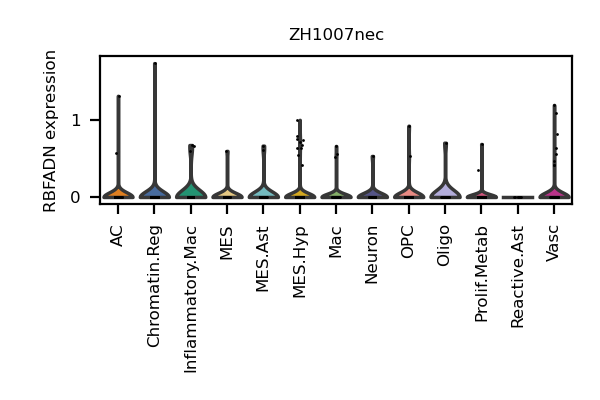 ZH1007nec
RBFADN expression
1
0
AC
Chromatin.Reg
Inflammatory.Mac
MES
MES.Ast
MES.Hyp
Mac
Neuron
OPC
Oligo
Prolif.Metab
Reactive.Ast
Vasc